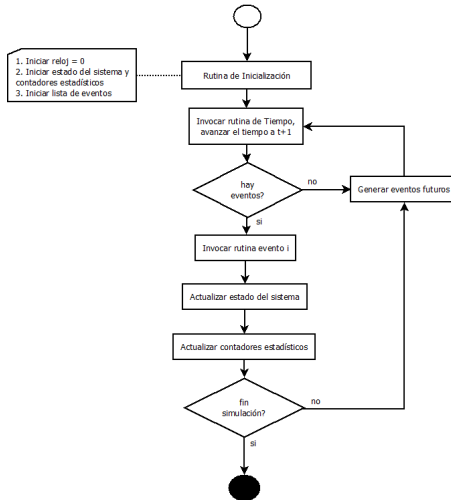 1. Iniciar reloj = 0
2. Iniciar estado del sistema y
contadores estadísticos
3. Iniciar lista de eventos
Rutina de Inicialización
Invocar rutina de Tiempo,
avanzar el tiempo a t+1
hay
eventos?
no
Generar eventos futuros
si
Invocar rutina evento i
Actualizar estado del sistema
Actualizar contadores estadísticos
fin
simulación?
no
si